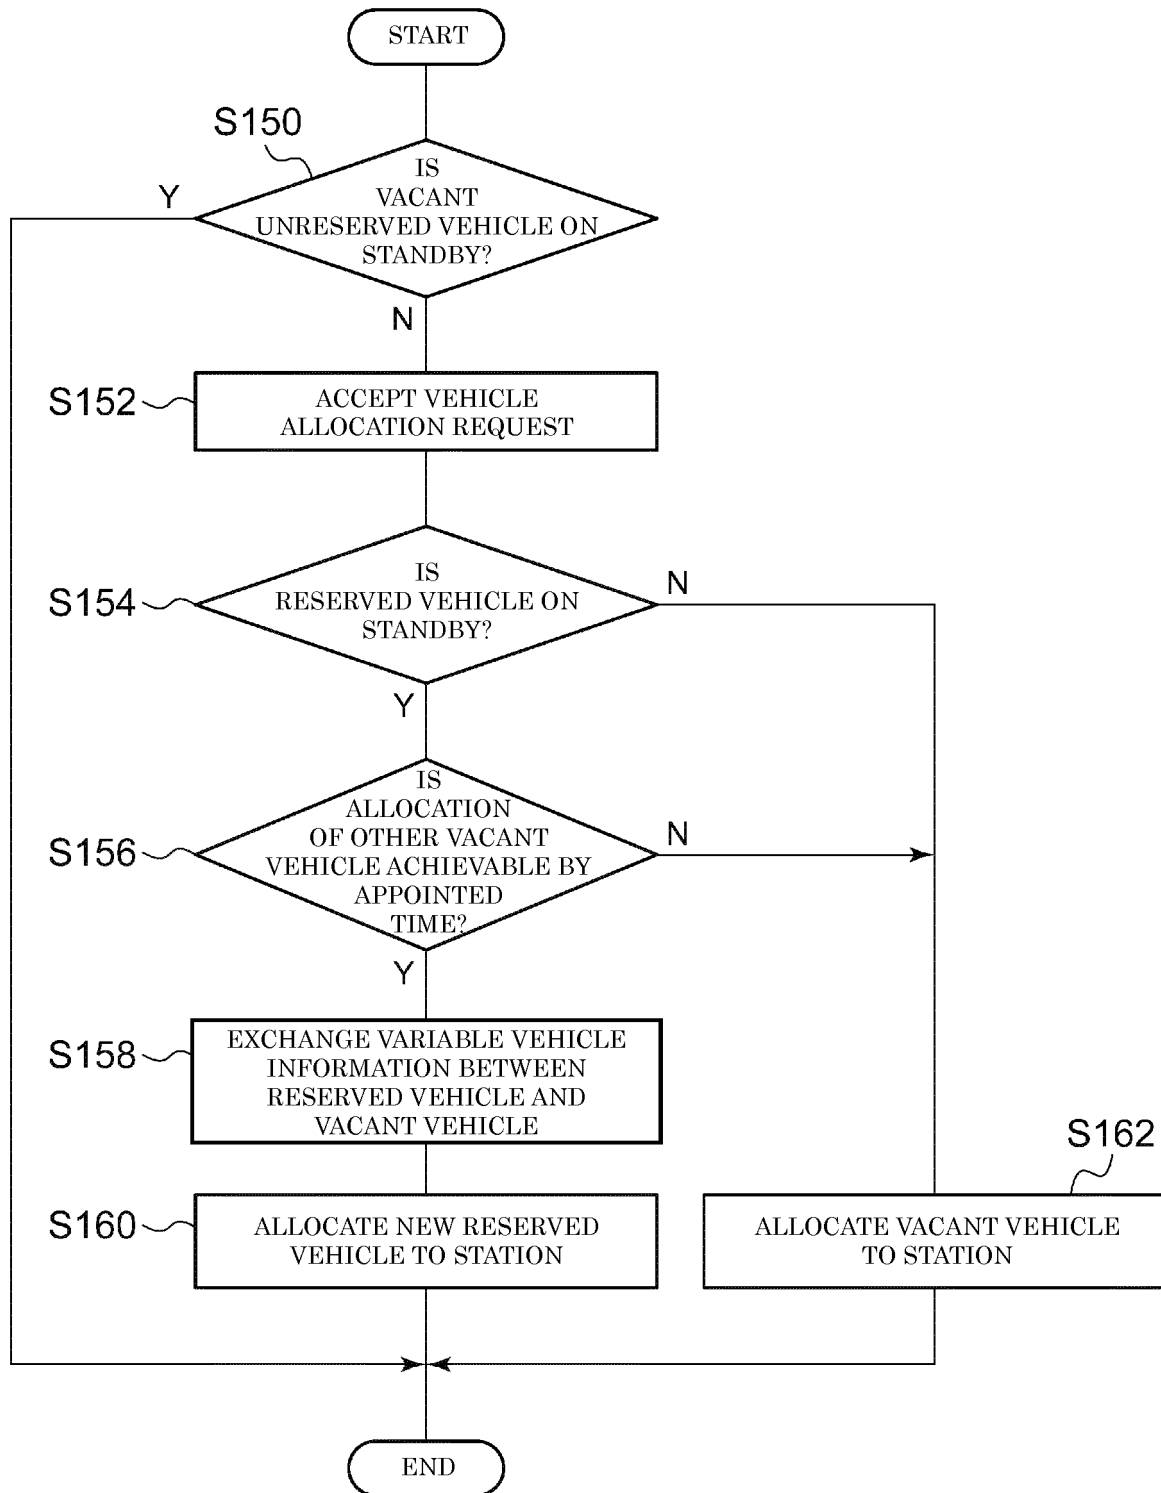 START
S150
IS
VACANT
UNRESERVED VEHICLE ON
STANDBY?
Y
N
S152
ACCEPT VEHICLE
ALLOCATION REQUEST
S154
IS
RESERVED VEHICLE ON
STANDBY?
N
Y
S156
IS
ALLOCATION
OF OTHER VACANT
VEHICLE ACHIEVABLE BY
APPOINTED
TIME?
N
Y
S158
EXCHANGE VARIABLE VEHICLE
INFORMATION BETWEEN
RESERVED VEHICLE AND
VACANT VEHICLE
S160
ALLOCATE NEW RESERVED
VEHICLE TO STATION
S162
ALLOCATE VACANT VEHICLE
TO STATION
END